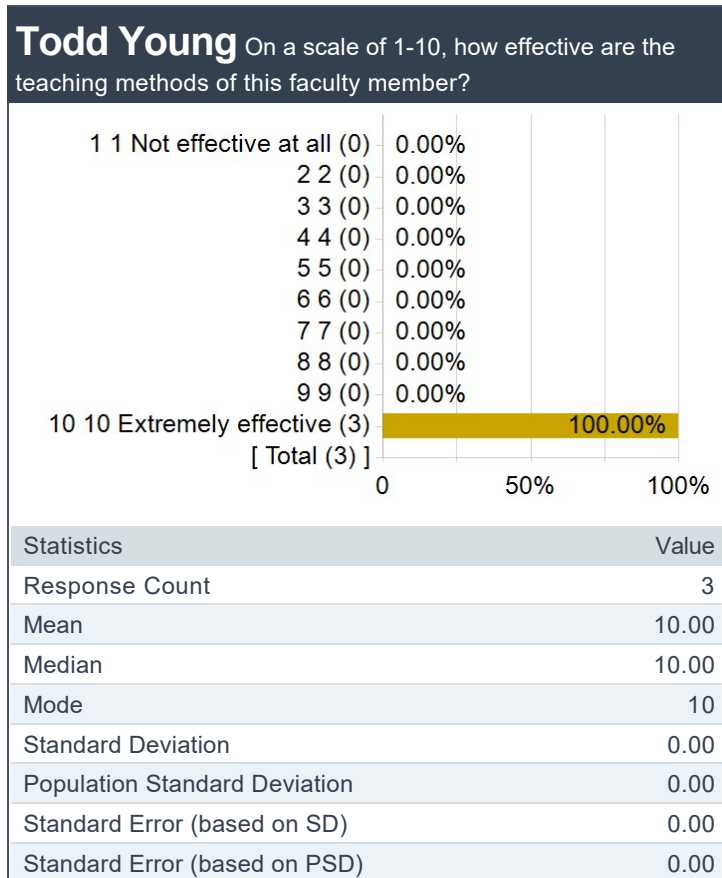 Todd Young On a scale of 1-10, how effective are the
teaching methods of this faculty member?
1 1 Not effective at all (0) 0.00%
2 2 (0) 0.00%
3 3 (0) 0.00%
4 4 (0) 0.00%
5 5 (0) 0.00%
6 6 (0) 0.00%
7 7 (0) 0.00%
8 8 (0) 0.00%
9 9 (0) 0.00%
10 10 Extremely effective (3) 100.00%
[ Total (3) ]
0 50% 100%
Statistics Value
Response Count 3
Mean 10.00
Median 10.00
Mode 10
Standard Deviation 0.00
Population Standard Deviation 0.00
Standard Error (based on SD) 0.00
Standard Error (based on PSD) 0.00